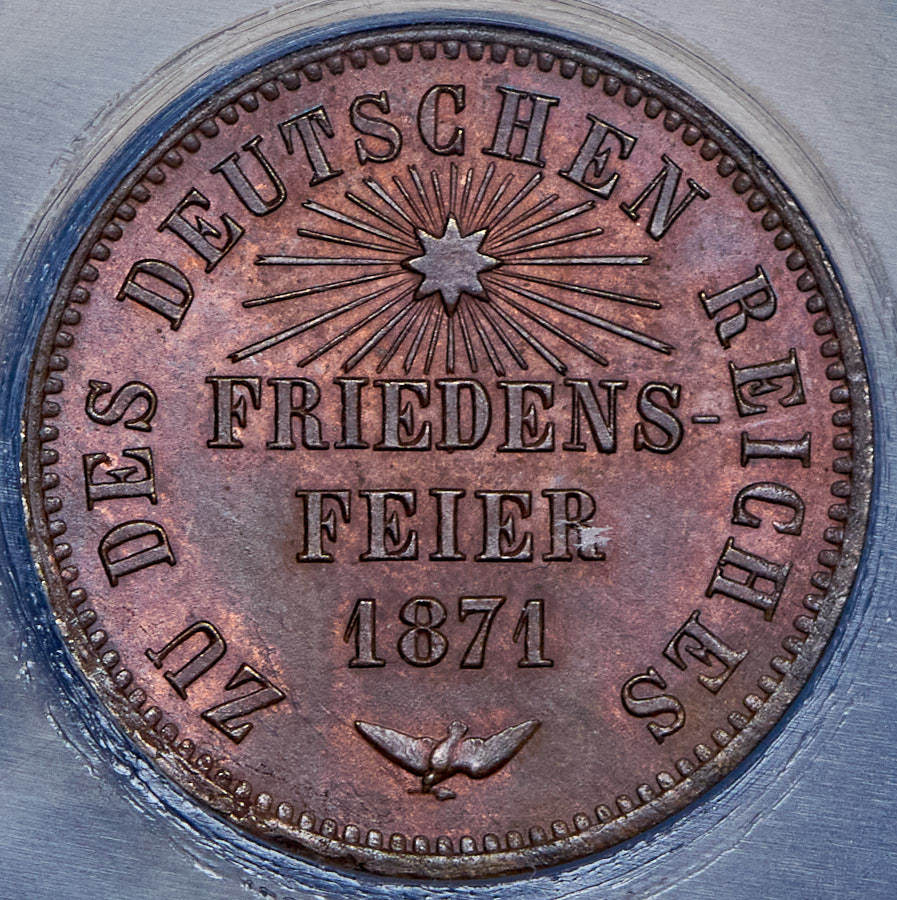 ZU DES DEUTSCHEN REICHES
FRIEDENS-
FEIER
1871